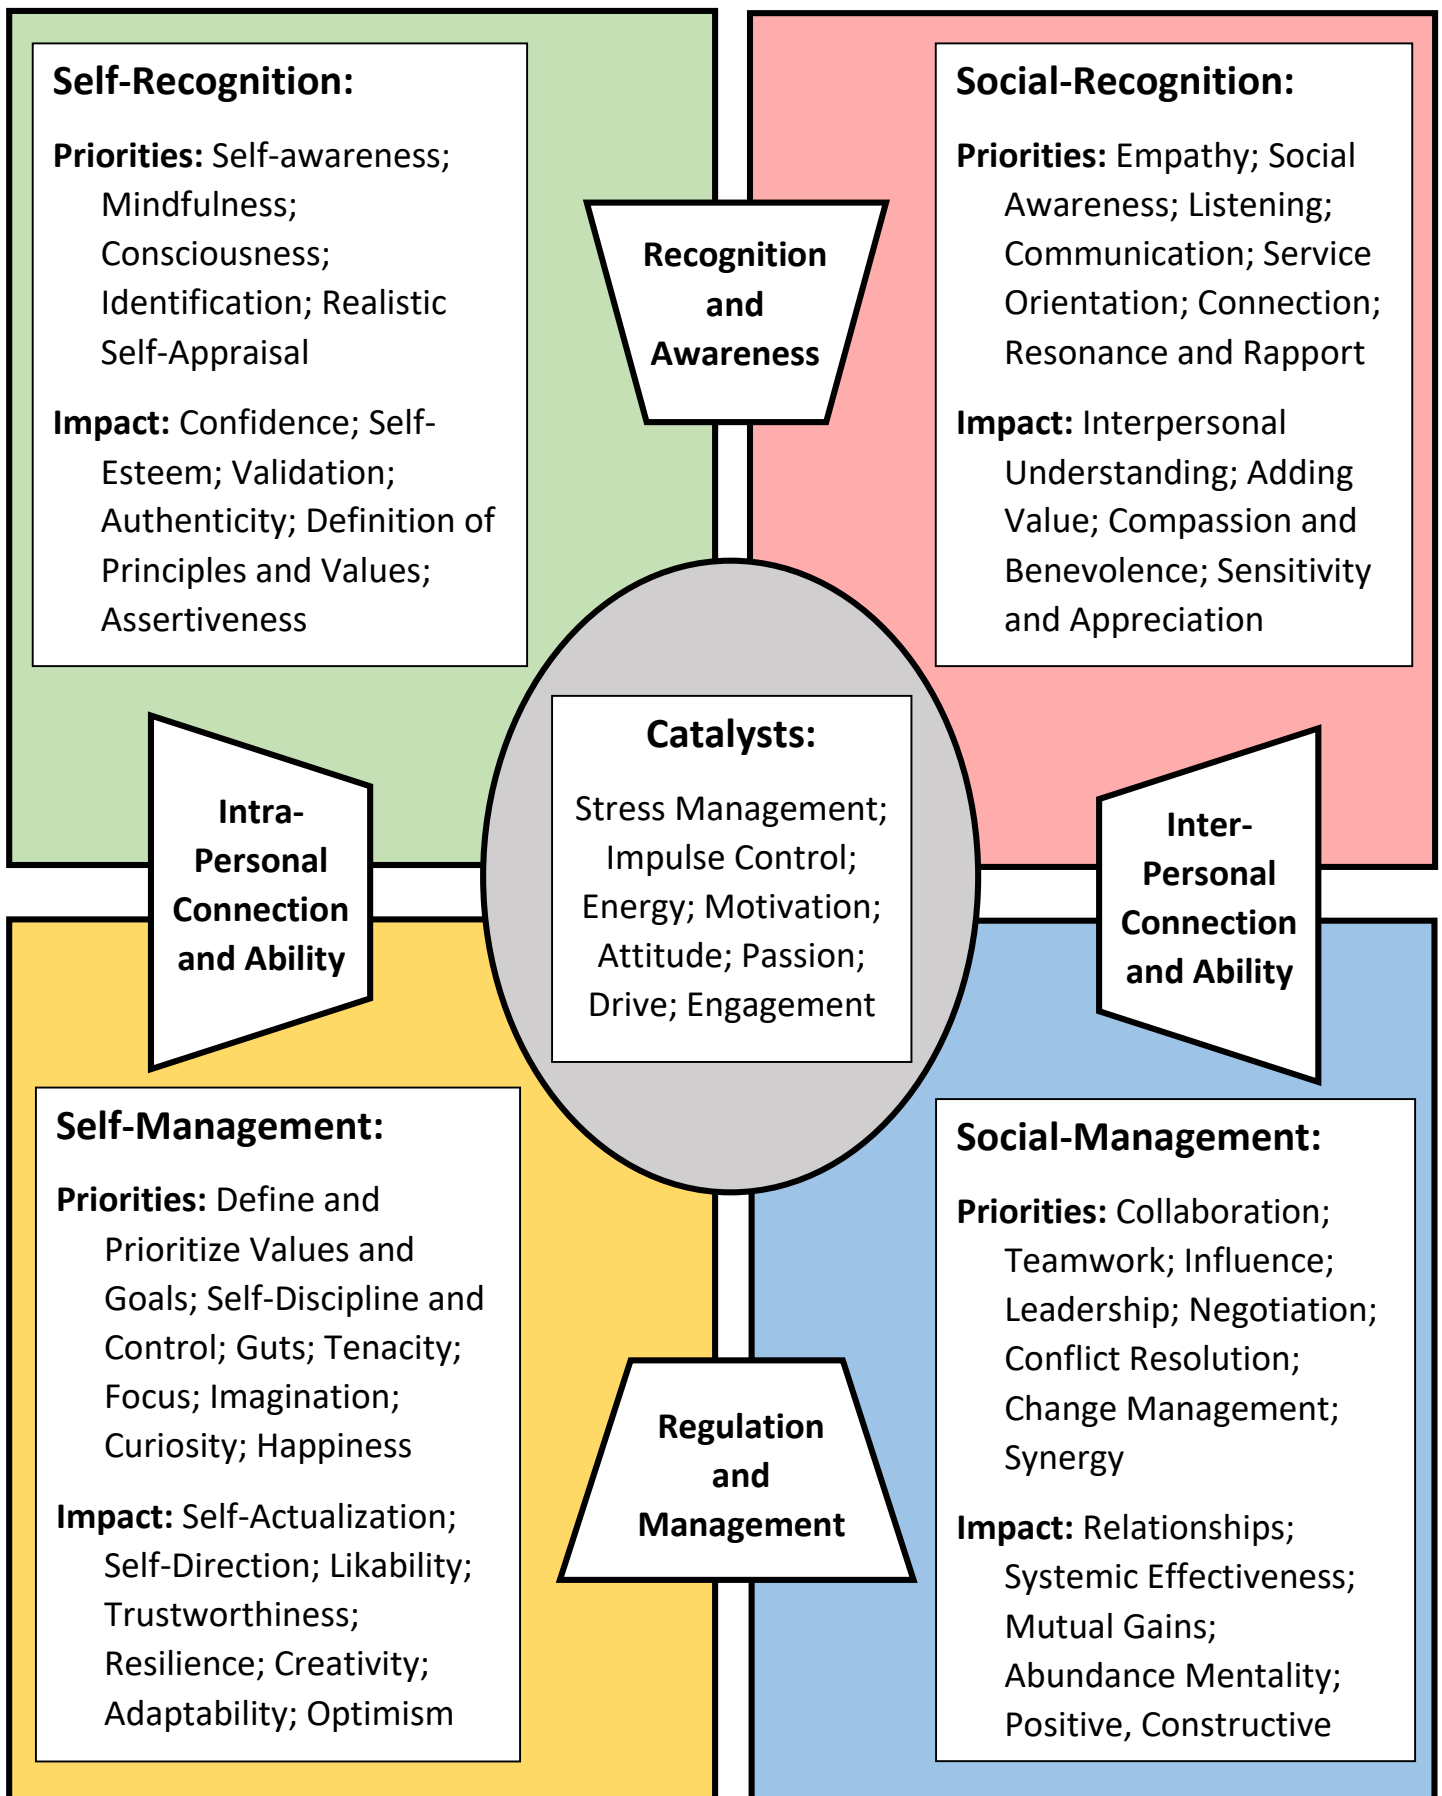 Self-Recognition:
Priorities: Self-awareness;
Mindfulness;
Consciousness;
Identification; Realistic
Self-Appraisal
Impact: Confidence; Self-
Esteem; Validation;
Authenticity; Definition of
Principles and Values;
Assertiveness
Recognition
and
Awareness
Social-Recognition:
Priorities: Empathy; Social
Awareness; Listening;
Communication; Service
Orientation; Connection;
Resonance and Rapport
Impact: Interpersonal
Understanding; Adding
Value; Compassion and
Benevolence; Sensitivity
and Appreciation
Intra-
Personal
Connection
and Ability
Catalysts:
Stress Management;
Impulse Control;
Energy; Motivation;
Attitude; Passion;
Drive; Engagement
Inter-
Personal
Connection
and Ability
Self-Management:
Priorities: Define and
Prioritize Values and
Goals; Self-Discipline and
Control; Guts; Tenacity;
Focus; Imagination;
Curiosity; Happiness
Impact: Self-Actualization;
Self-Direction; Likability;
Trustworthiness;
Resilience; Creativity;
Adaptability; Optimism
Regulation
and
Management
Social-Management:
Priorities: Collaboration;
Teamwork; Influence;
Leadership; Negotiation;
Conflict Resolution;
Change Management;
Synergy
Impact: Relationships;
Systemic Effectiveness;
Mutual Gains;
Abundance Mentality;
Positive, Constructive